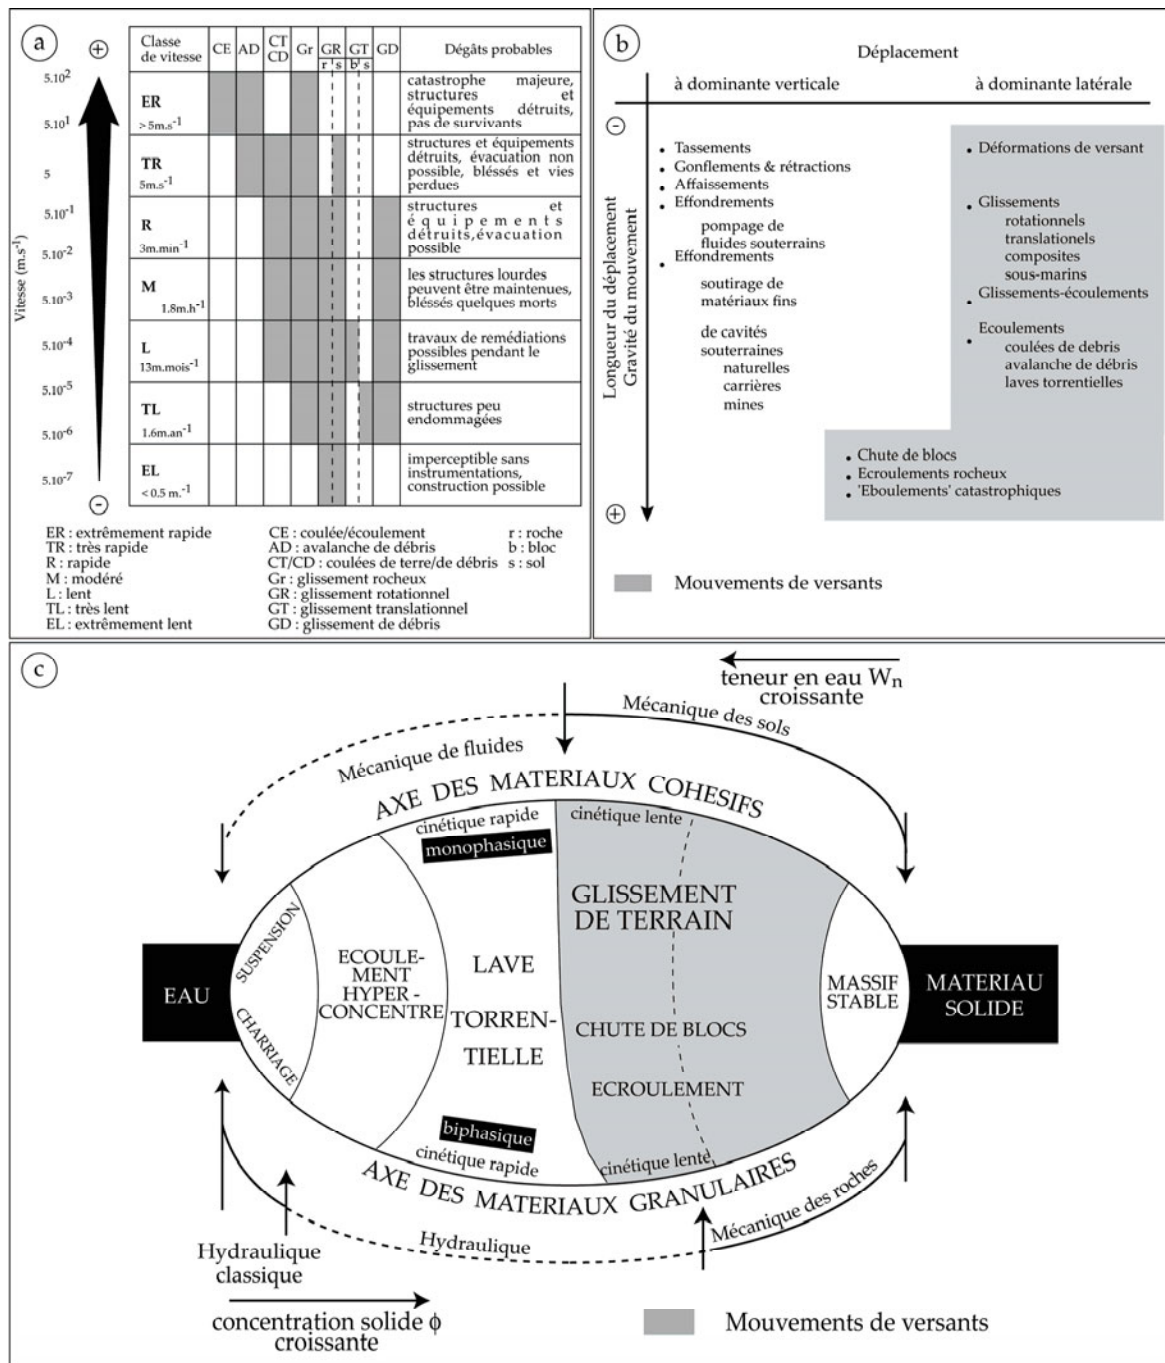 a
Classe
de vitesse
CE
AD
CT
CD
Gr
GR
r s
GT
b s
GD
Dégâts probables
Vitesse (m.s⁻¹)
+
5.10²
5.10¹
5
5.10⁻¹
5.10⁻²
5.10⁻³
5.10⁻⁴
5.10⁻⁵
5.10⁻⁶
5.10⁻⁷
-
ER
> 5m.s⁻¹
catastrophe majeure,
structures et
équipements détruits,
pas de survivants
TR
5m.s⁻¹
structures et équipements
détruits, évacuation non
possible, bléssés et vies
perdues
R
3m.min⁻¹
structures et
équipements
détruits,évacuation
possible
M
1.8m.h⁻¹
les structures lourdes
peuvent être maintenues,
bléssés quelques morts
L
13m.mois⁻¹
travaux de remédiations
possibles pendant le
glissement
TL
1.6m.an⁻¹
structures peu
endommagées
EL
< 0.5 m.⁻¹
imperceptible sans
instrumentations,
construction possible
ER : extrêmement rapide
TR : très rapide
R : rapide
M : modéré
L : lent
TL : très lent
EL : extrêmement lent
CE : coulée/écoulement
AD : avalanche de débris
CT/CD : coulées de terre/de débris
Gr : glissement rocheux
GR : glissement rotationnel
GT : glissement translationnel
GD : glissement de débris
r : roche
b : bloc
s : sol
b
Déplacement
à dominante verticale
à dominante latérale
Longueur du déplacement
Gravité du mouvement
-
+
• Tassements
• Gonflements & rétractions
• Affaissements
• Effondrements
pompage de
fluides souterrains
• Effondrements
soutirage de
matériaux fins
de cavités
souterraines
naturelles
carrières
mines
• Déformations de versant
• Glissements
rotationnels
translationels
composites
sous-marins
• Glissements-écoulements
• Ecoulements
coulées de debris
avalanche de débris
laves torrentielles
• Chute de blocs
• Ecroulements rocheux
• 'Eboulements' catastrophiques
Mouvements de versants
c
teneur en eau Wₙ
croissante
Mécanique de fluides
Mécanique des sols
AXE DES MATERIAUX COHESIFS
cinétique rapide
monophasique
cinétique lente
EAU
SUSPENSION
CHARRIAGE
ECOULE-
MENT
HYPER -
CONCENTRE
LAVE
TORREN-
TIELLE
GLISSEMENT
DE TERRAIN
CHUTE DE BLOCS
ECROULEMENT
MASSIF
STABLE
MATERIAU
SOLIDE
biphasique
cinétique rapide
cinétique lente
AXE DES MATERIAUX GRANULAIRES
Hydraulique
classique
Hydraulique
Mécanique des roches
concentration solide ϕ
croissante
Mouvements de versants